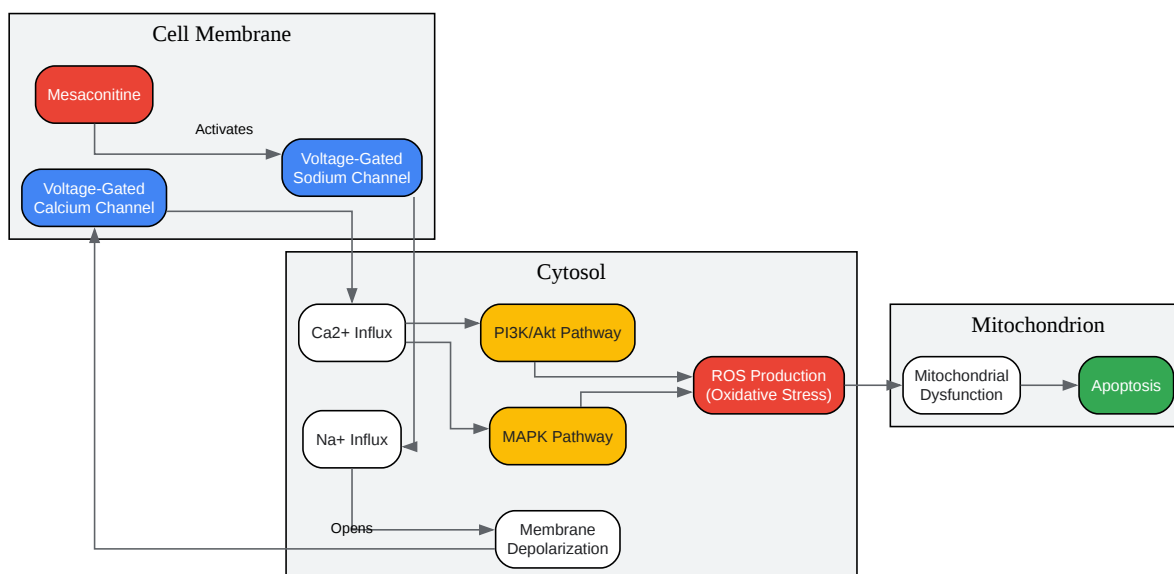 Cell Membrane
Mesaconitine
Activates
Voltage-Gated
Sodium Channel
Voltage-Gated
Calcium Channel
Cytosol
Ca2+ Influx
PI3K/Akt Pathway
ROS Production
(Oxidative Stress)
Na+ Influx
MAPK Pathway
Opens
Membrane
Depolarization
Mitochondrion
Mitochondrial
Dysfunction
Apoptosis